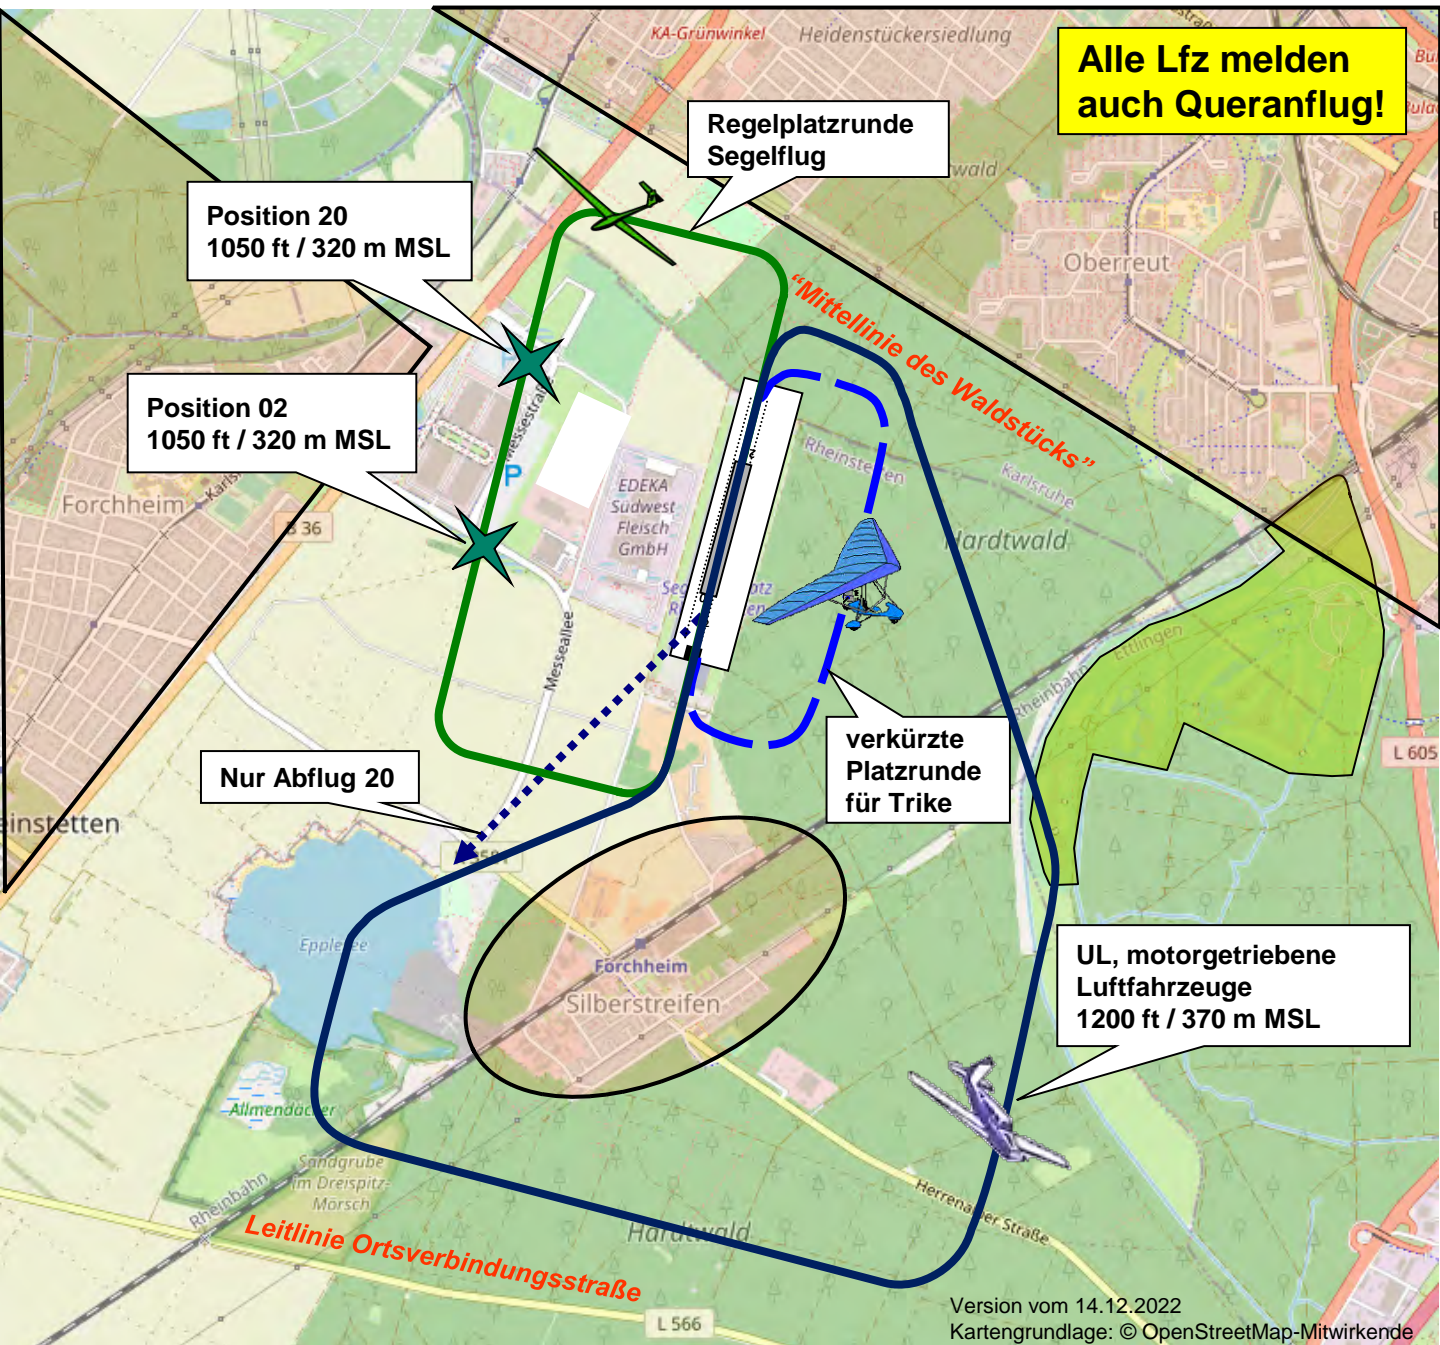 KA-Grünwinkel
Heidenstückersiedlung
Alle Lfz melden
auch Queranflug!
Regelplatzrunde
Segelflug
Position 20
1050 ft / 320 m MSL
Oberreut
“Mittellinie des Waldstücks”
Position 02
1050 ft / 320 m MSL
Messestraße
P
Forchheim
B 36
EDEKA
Südwest
Fleisch
GmbH
Rheinstetten
Karlsruhe
Hardtwald
Messeallee
Ettlingen
Rheinbahn
L 605
verkürzte
Platzrunde
für Trike
Nur Abflug 20
einstetten
Epplesee
Forchheim
Silberstreifen
UL, motorgetriebene
Luftfahrzeuge
1200 ft / 370 m MSL
Allmendäcker
Sandgrube
im Dreispitz-
Mörsch
Rheinbahn
Herrenalber Straße
Hardtwald
Leitlinie Ortsverbindungsstraße
L 566
Version vom 14.12.2022
Kartengrundlage: © OpenStreetMap-Mitwirkende